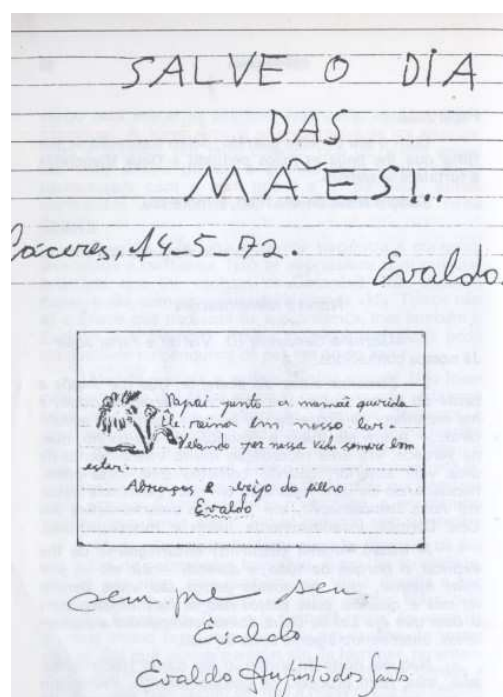 SALVE O DIA
DAS
MÃES!..
Cáceres, 14-5-72.
Evaldo.
Papai junto a mamãe querida
Ele reina em nosso lar.
Velando por nossa vida sempre bem
estar.
Abraços e beijo do filho
Evaldo
sempre seu.
Evaldo
Evaldo Augusto dos Santos